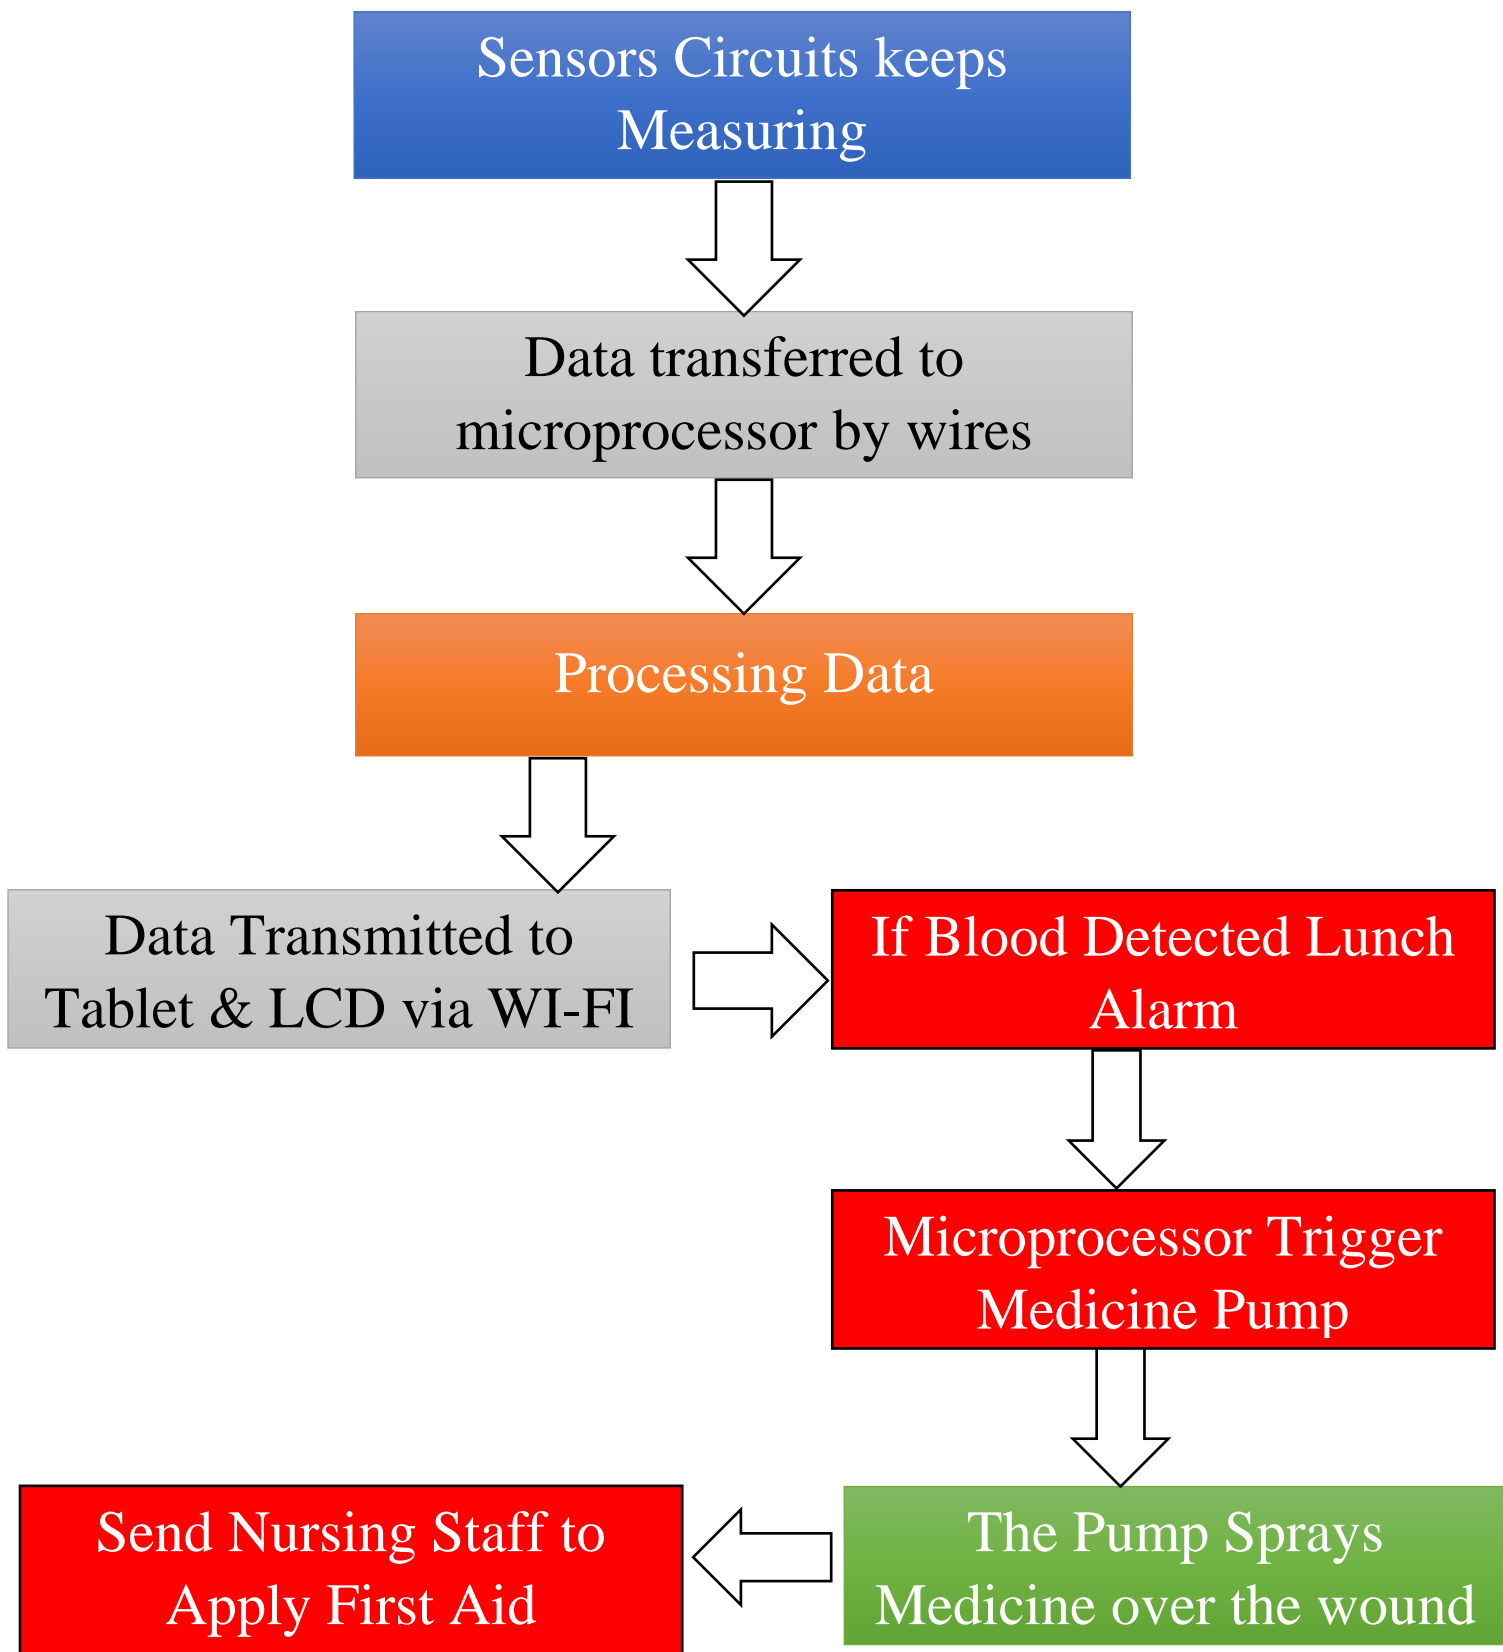 Sensors Circuits keeps
Measuring
Data transferred to
microprocessor by wires
Processing Data
Data Transmitted to
Tablet & LCD via WI-FI
If Blood Detected Lunch
Alarm
Microprocessor Trigger
Medicine Pump
The Pump Sprays
Medicine over the wound
Send Nursing Staff to
Apply First Aid